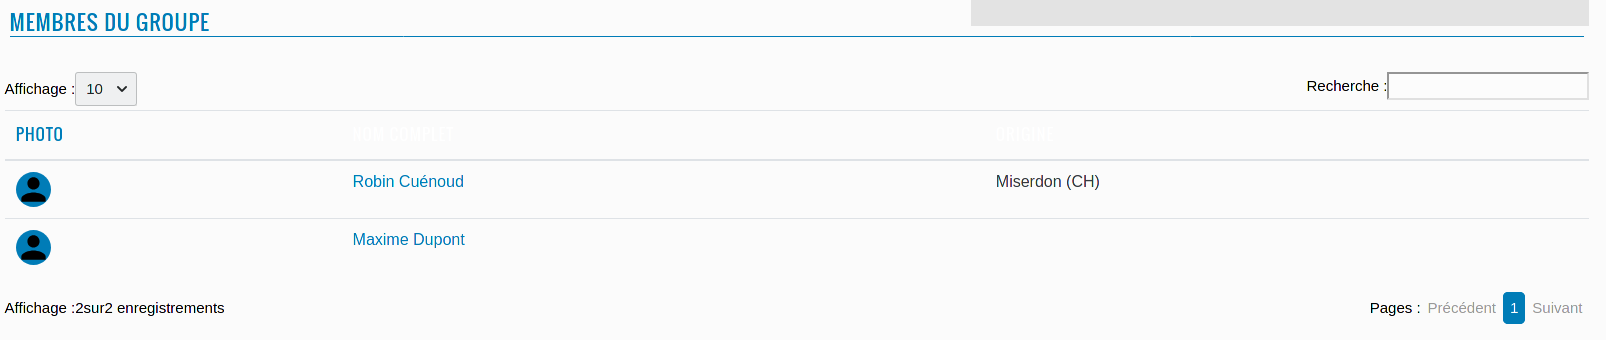 MEMBRES DU GROUPE
Affichage : 10
Recherche :
PHOTO NOM COMPLET ORIGINE
Robin Cuénoud Miserdon (CH)
Maxime Dupont
Affichage :2sur2 enregistrements
Pages : Précédent 1 Suivant